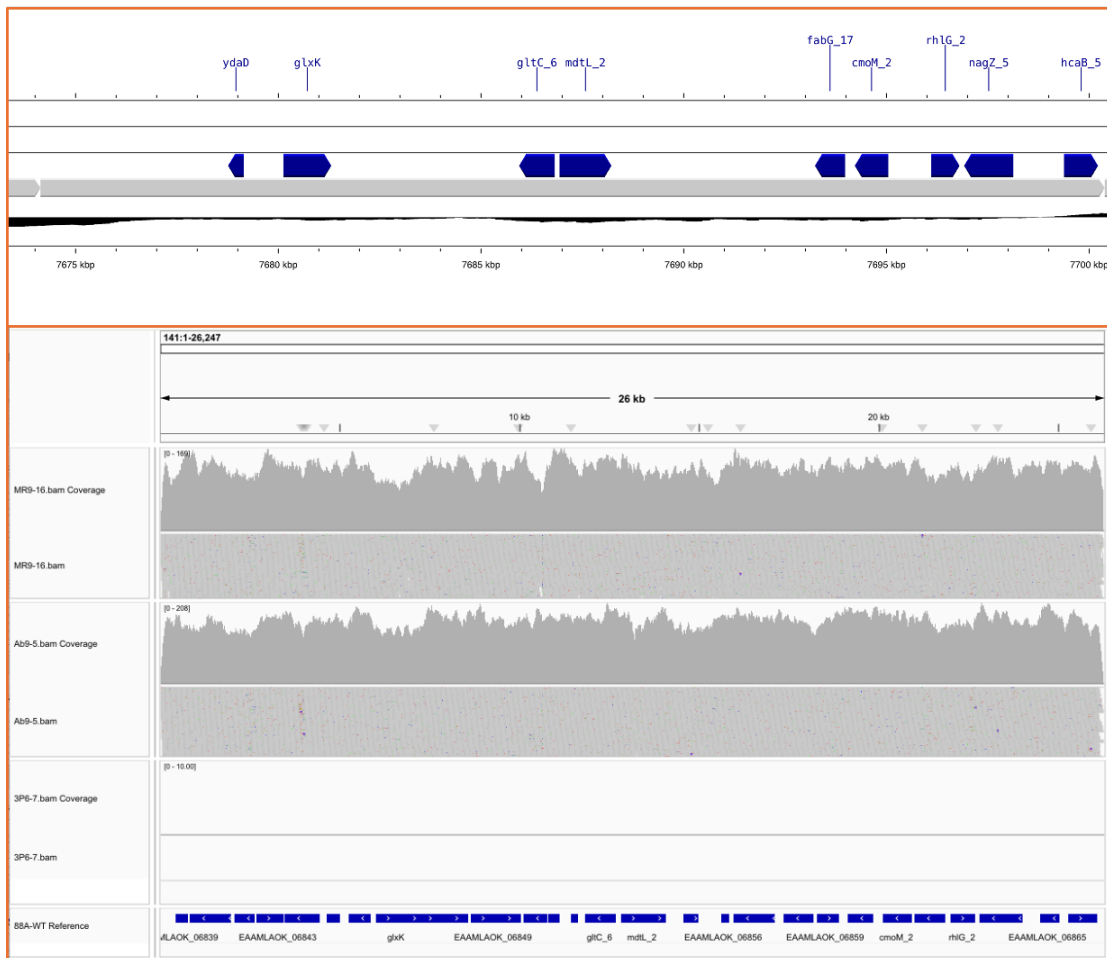 fabG_17 rhlG_2
ydaD glxK gltC_6 mdtL_2 cmoM_2 nagZ_5 hcaB_5
7675 kbp 7680 kbp 7685 kbp 7690 kbp 7695 kbp 7700 kbp
141:1-26,247
26 kb
10 kb 20 kb
[0 - 169]
MR9-16.bam Coverage
MR9-16.bam
[0 - 208]
Ab9-5.bam Coverage
Ab9-5.bam
[0 - 10.00]
3P6-7.bam Coverage
3P6-7.bam
88A-WT Reference
MLAOK_06839 EAAMLAOK_06843 glxK EAAMLAOK_06849 gltC_6 mdtL_2 EAAMLAOK_06856 EAAMLAOK_06859 cmoM_2 rhlG_2 EAAMLAOK_06865